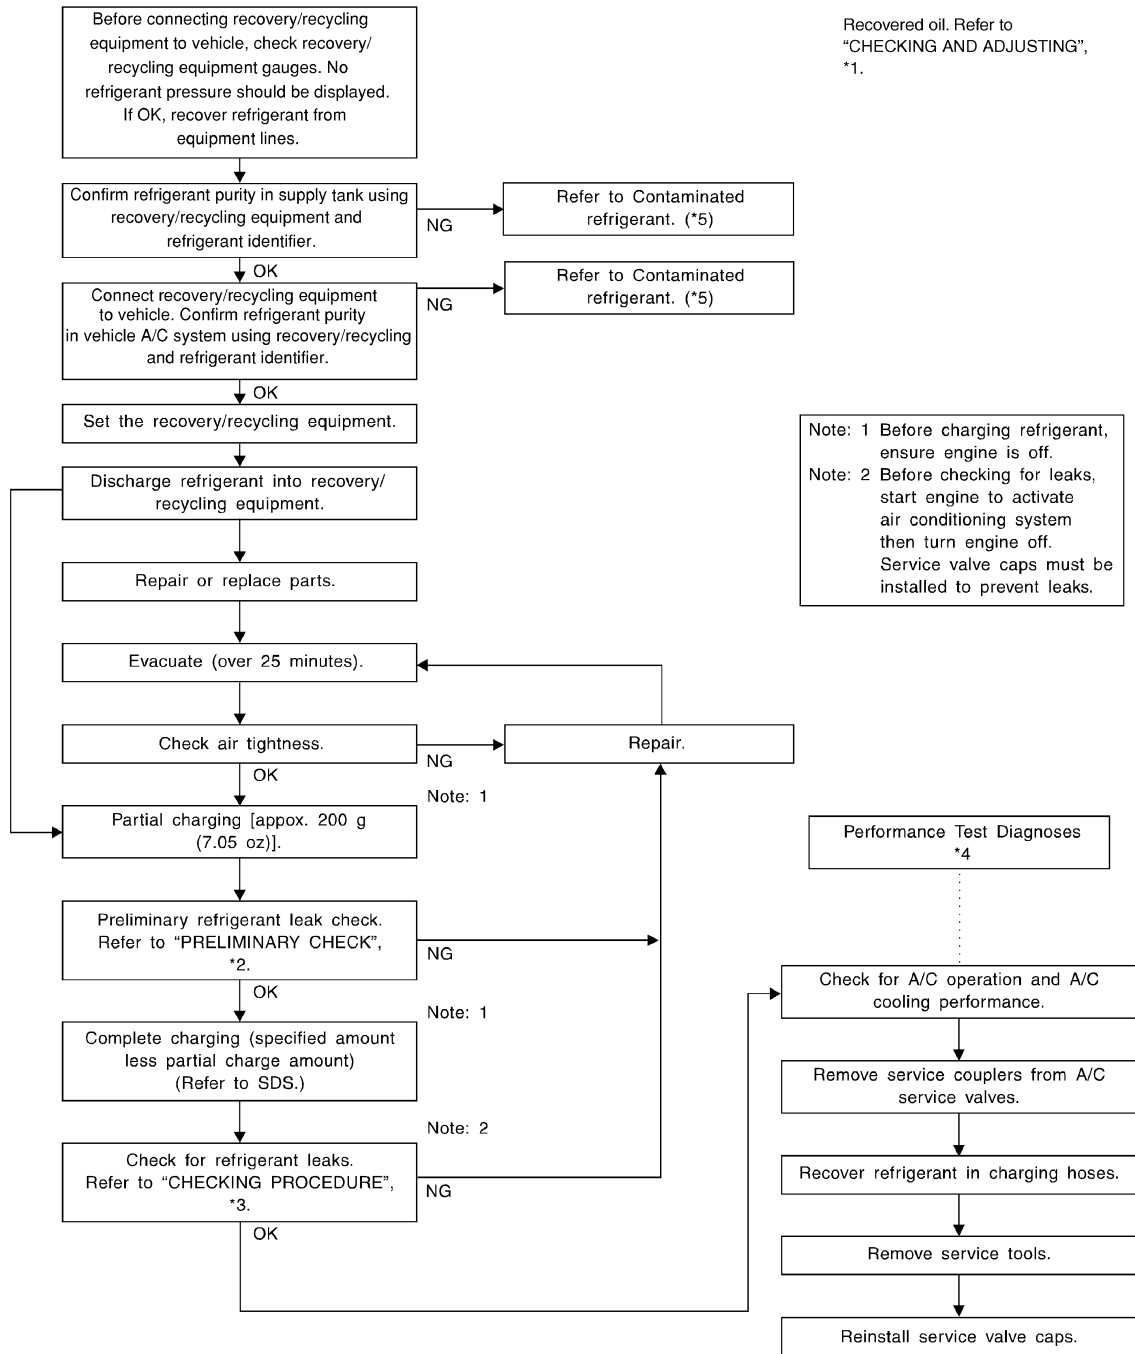 Before connecting recovery/recycling
equipment to vehicle, check recovery/
recycling equipment gauges. No
refrigerant pressure should be displayed.
If OK, recover refrigerant from
equipment lines.
Recovered oil. Refer to
“CHECKING AND ADJUSTING”,
*1.
Confirm refrigerant purity in supply tank using
recovery/recycling equipment and
refrigerant identifier.
NG
Refer to Contaminated
refrigerant. (*5)
OK
Connect recovery/recycling equipment
to vehicle. Confirm refrigerant purity
in vehicle A/C system using recovery/recycling
and refrigerant identifier.
NG
Refer to Contaminated
refrigerant. (*5)
OK
Set the recovery/recycling equipment.
Discharge refrigerant into recovery/
recycling equipment.
Note: 1 Before charging refrigerant,
ensure engine is off.
Note: 2 Before checking for leaks,
start engine to activate
air conditioning system
then turn engine off.
Service valve caps must be
installed to prevent leaks.
Repair or replace parts.
Evacuate (over 25 minutes).
Check air tightness.
NG
Repair.
OK
Note: 1
Partial charging [appox. 200 g
(7.05 oz)].
Preliminary refrigerant leak check.
Refer to “PRELIMINARY CHECK”,
*2.
NG
OK
Note: 1
Complete charging (specified amount
less partial charge amount)
(Refer to SDS.)
Note: 2
Check for refrigerant leaks.
Refer to “CHECKING PROCEDURE”,
*3.
NG
OK
Performance Test Diagnoses
*4
Check for A/C operation and A/C
cooling performance.
Remove service couplers from A/C
service valves.
Recover refrigerant in charging hoses.
Remove service tools.
Reinstall service valve caps.